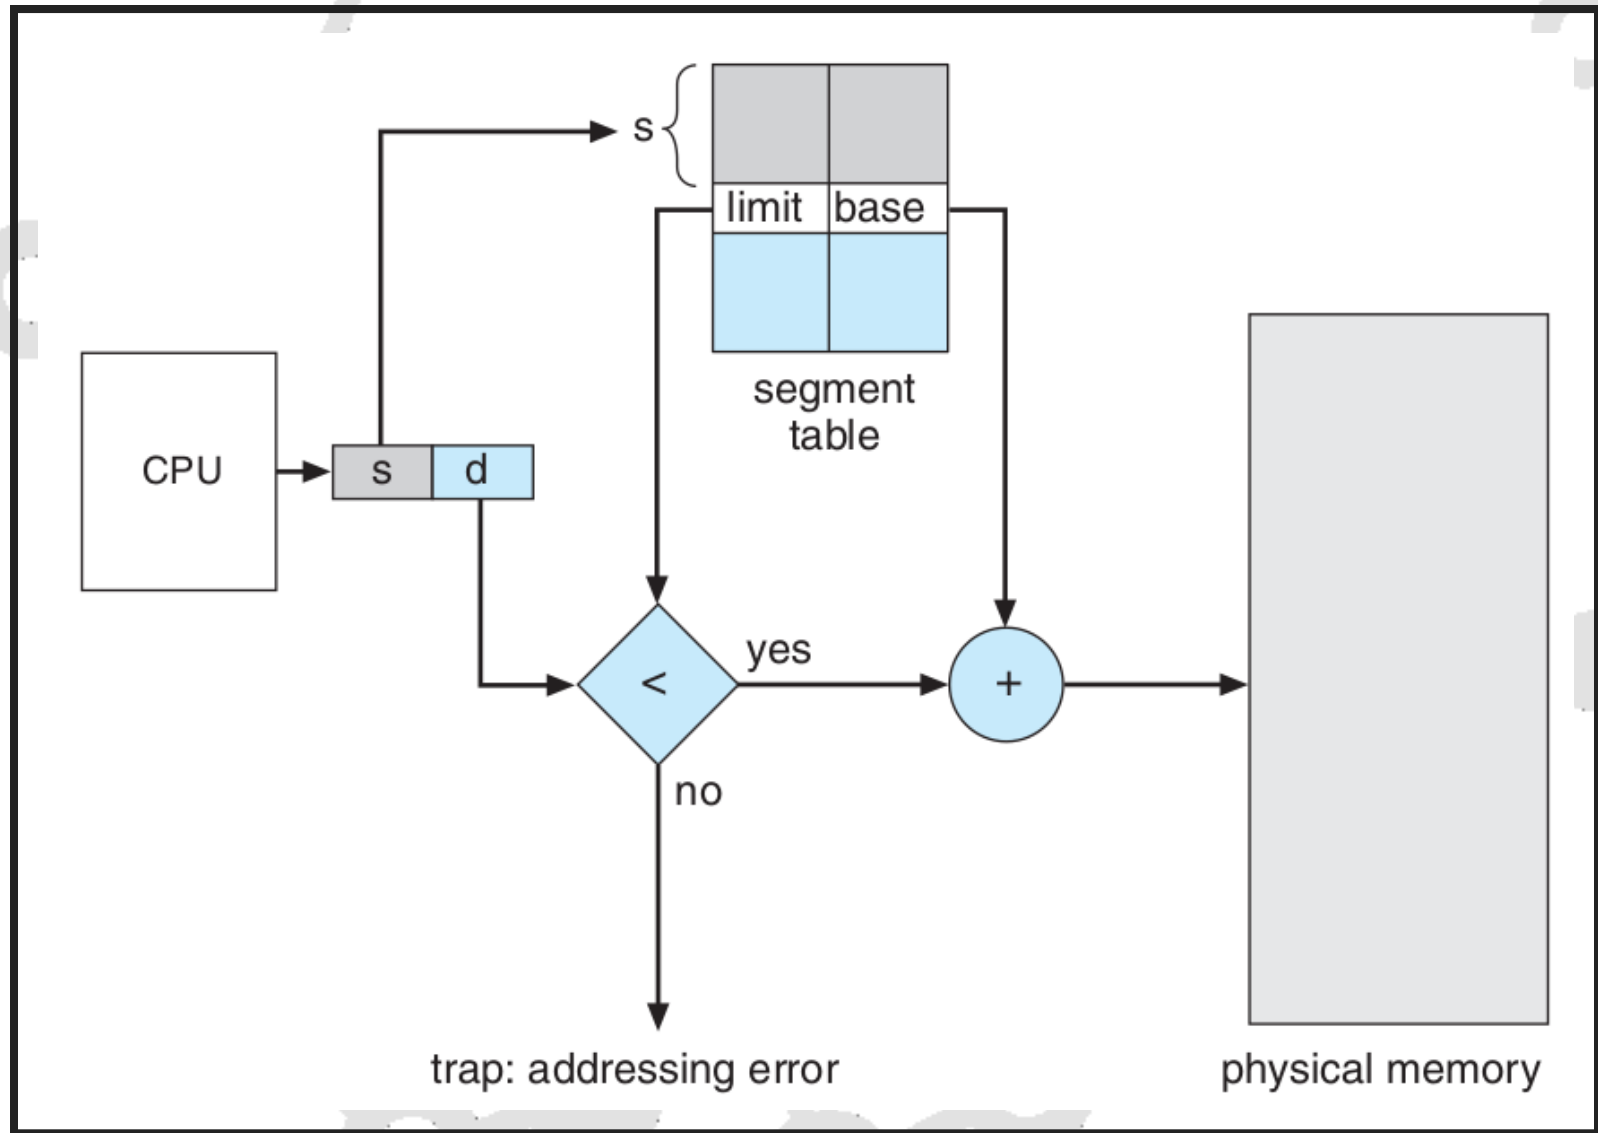 s
limit base
segment
table
CPU
s d
<
yes
+
no
trap: addressing error
physical memory